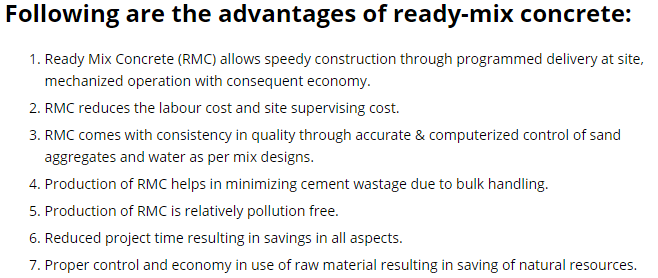 Following are the advantages of ready-mix concrete:
1. Ready Mix Concrete (RMC) allows speedy construction through programmed delivery at site,
mechanized operation with consequent economy.
2. RMC reduces the labour cost and site supervising cost.
3. RMC comes with consistency in quality through accurate & computerized control of sand
aggregates and water as per mix designs.
4. Production of RMC helps in minimizing cement wastage due to bulk handling.
5. Production of RMC is relatively pollution free.
6. Reduced project time resulting in savings in all aspects.
7. Proper control and economy in use of raw material resulting in saving of natural resources.